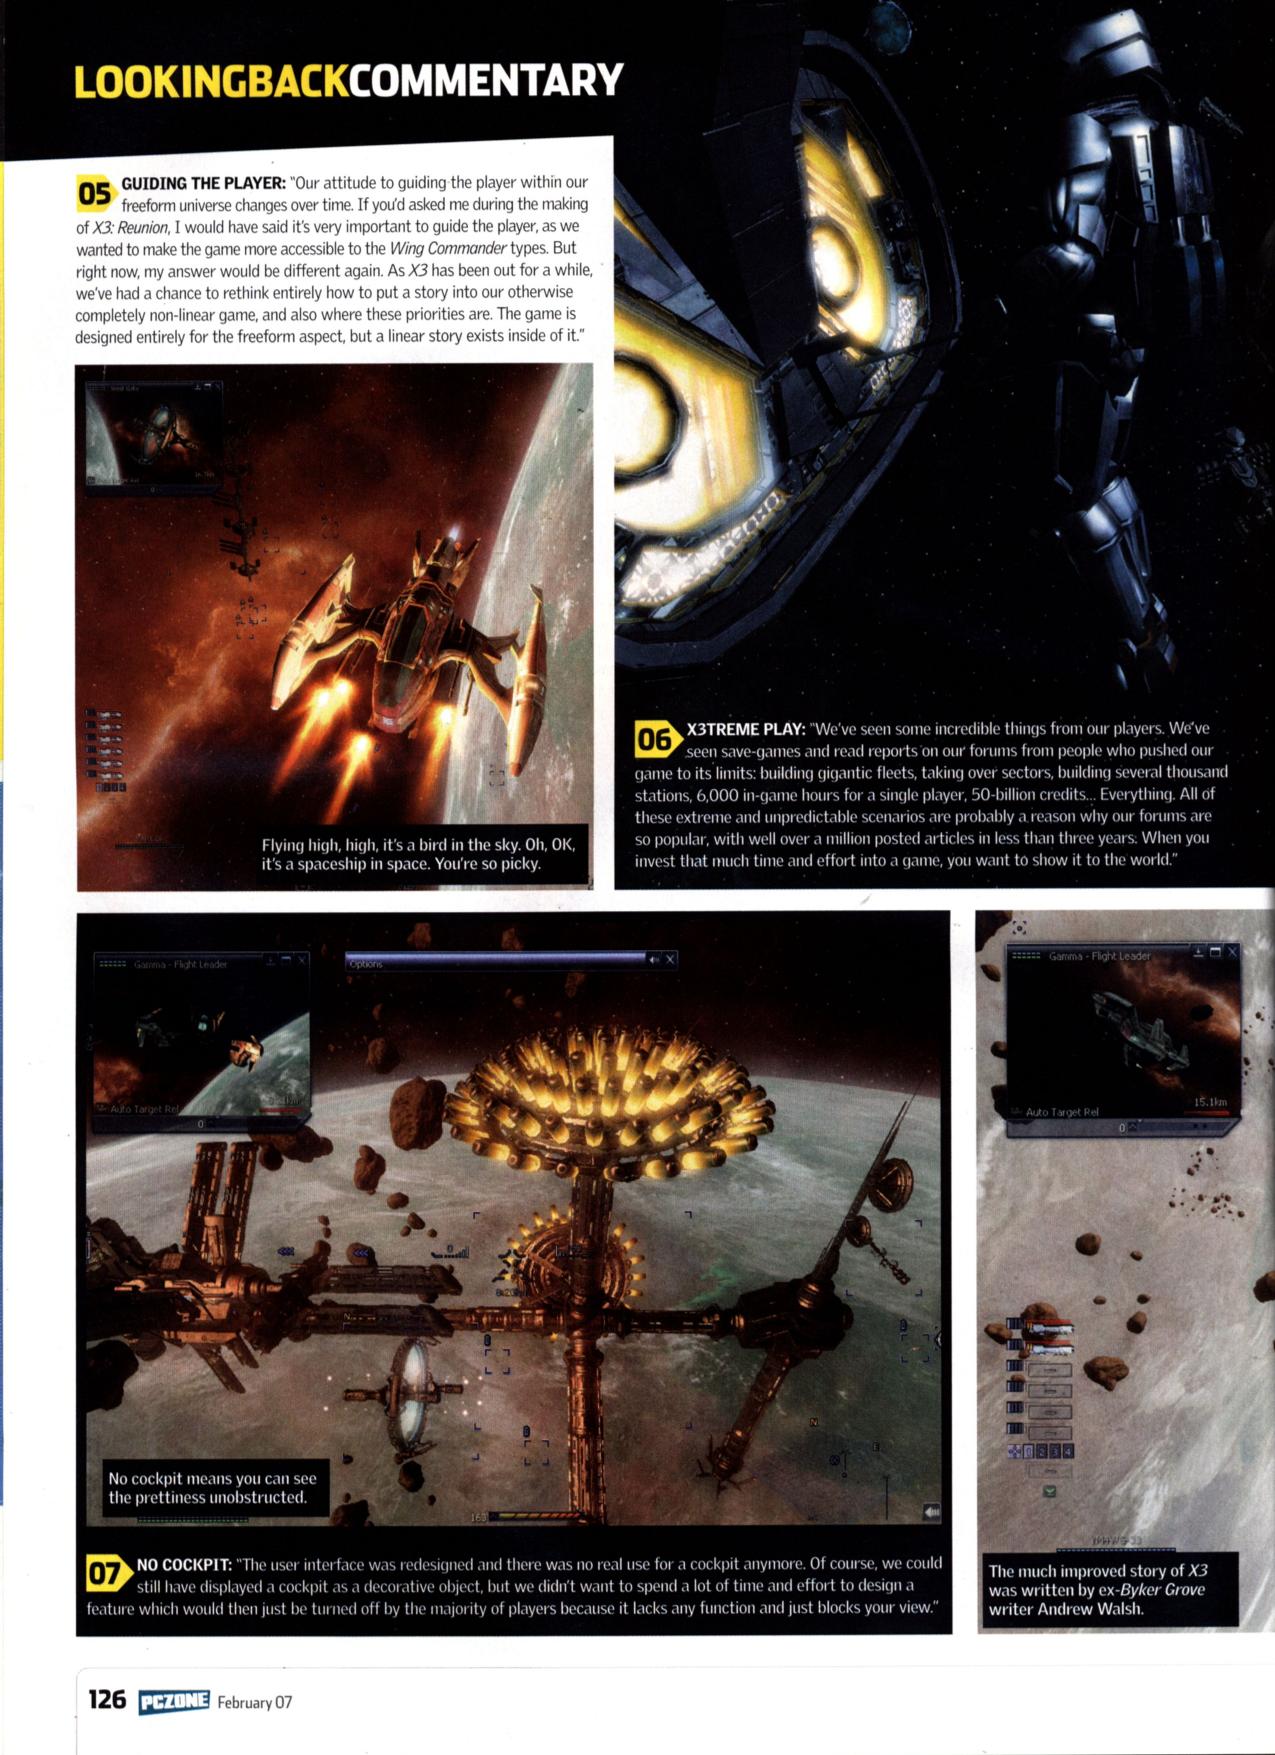 LOOKINGBACKCOMMENTARY
05 GUIDING THE PLAYER: "Our attitude to guiding the player within our
freeform universe changes over time. If you'd asked me during the making
of X3: Reunion, I would have said it's very important to guide the player, as we
wanted to make the game more accessible to the Wing Commander types. But
right now, my answer would be different again. As X3 has been out for a while,
we've had a chance to rethink entirely how to put a story into our otherwise
completely non-linear game, and also where these priorities are. The game is
designed entirely for the freeform aspect, but a linear story exists inside of it."
Flying high, high, it's a bird in the sky. Oh, OK,
it's a spaceship in space. You're so picky.
06 X3TREME PLAY: "We've seen some incredible things from our players. We've
seen save-games and read reports on our forums from people who pushed our
game to its limits: building gigantic fleets, taking over sectors, building several thousand
stations, 6,000 in-game hours for a single player, 50-billion credits... Everything. All of
these extreme and unpredictable scenarios are probably a reason why our forums are
so popular, with well over a million posted articles in less than three years. When you
invest that much time and effort into a game, you want to show it to the world."
Gamma - Flight Leader
Options
Auto Target Rel
0
N
N
E
163
No cockpit means you can see
the prettiness unobstructed.
07 NO COCKPIT: "The user interface was redesigned and there was no real use for a cockpit anymore. Of course, we could
still have displayed a cockpit as a decorative object, but we didn't want to spend a lot of time and effort to design a
feature which would then just be turned off by the majority of players because it lacks any function and just blocks your view."
Gamma - Flight Leader
15.1km
Auto Target Rel
0
0 2 3 4
The much improved story of X3
was written by ex-Byker Grove
writer Andrew Walsh.
126 PCZONE February 07